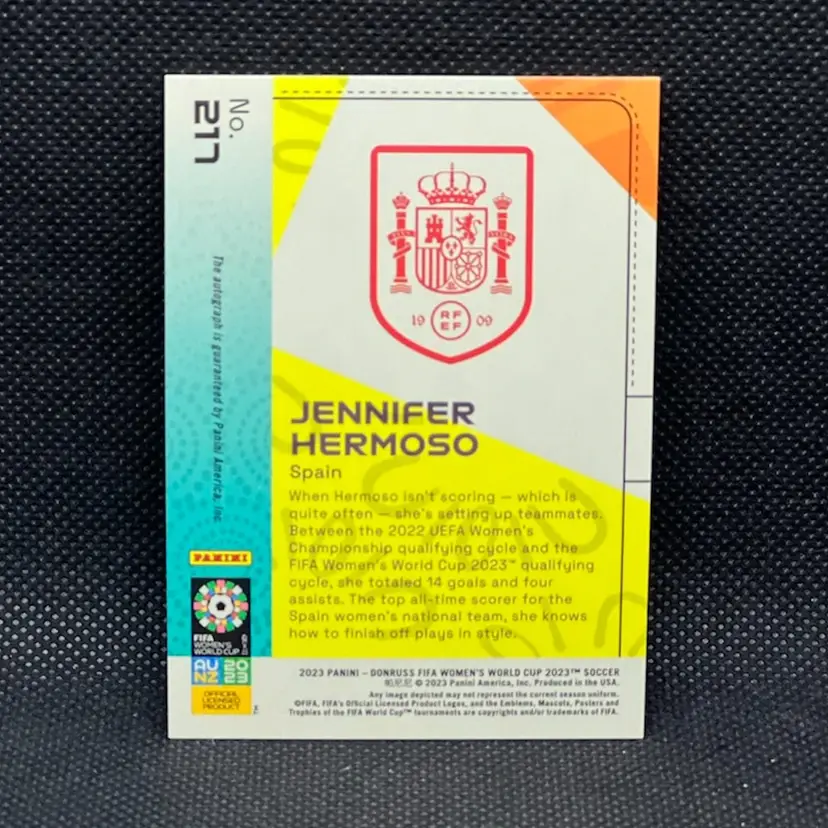 No.
217
The autograph is guaranteed by Panini America, Inc.
19 RF 09
EF
JENNIFER
HERMOSO
Spain
When Hermoso isn't scoring — which is
quite often — she's setting up teammates.
Between the 2022 UEFA Women's
Championship qualifying cycle and the
FIFA Women's World Cup 2023™ qualifying
cycle, she totaled 14 goals and four
assists. The top all-time scorer for the
Spain women's national team, she knows
how to finish off plays in style.
PANINI
FIFA
WOMEN'S
WORLD CUP
AU 20
NZ 23
OFFICIAL
LICENSED
PRODUCT
™
2023 PANINI – DONRUSS FIFA WOMEN'S WORLD CUP 2023™ SOCCER
帕尼尼 © 2023 Panini America, Inc. Produced in the USA.
Any image depicted may not represent the current season uniform.
©FIFA, FIFA's Official Licensed Product Logos, and the Emblems, Mascots, Posters and
Trophies of the FIFA World Cup™ tournaments are copyrights and/or trademarks of FIFA.